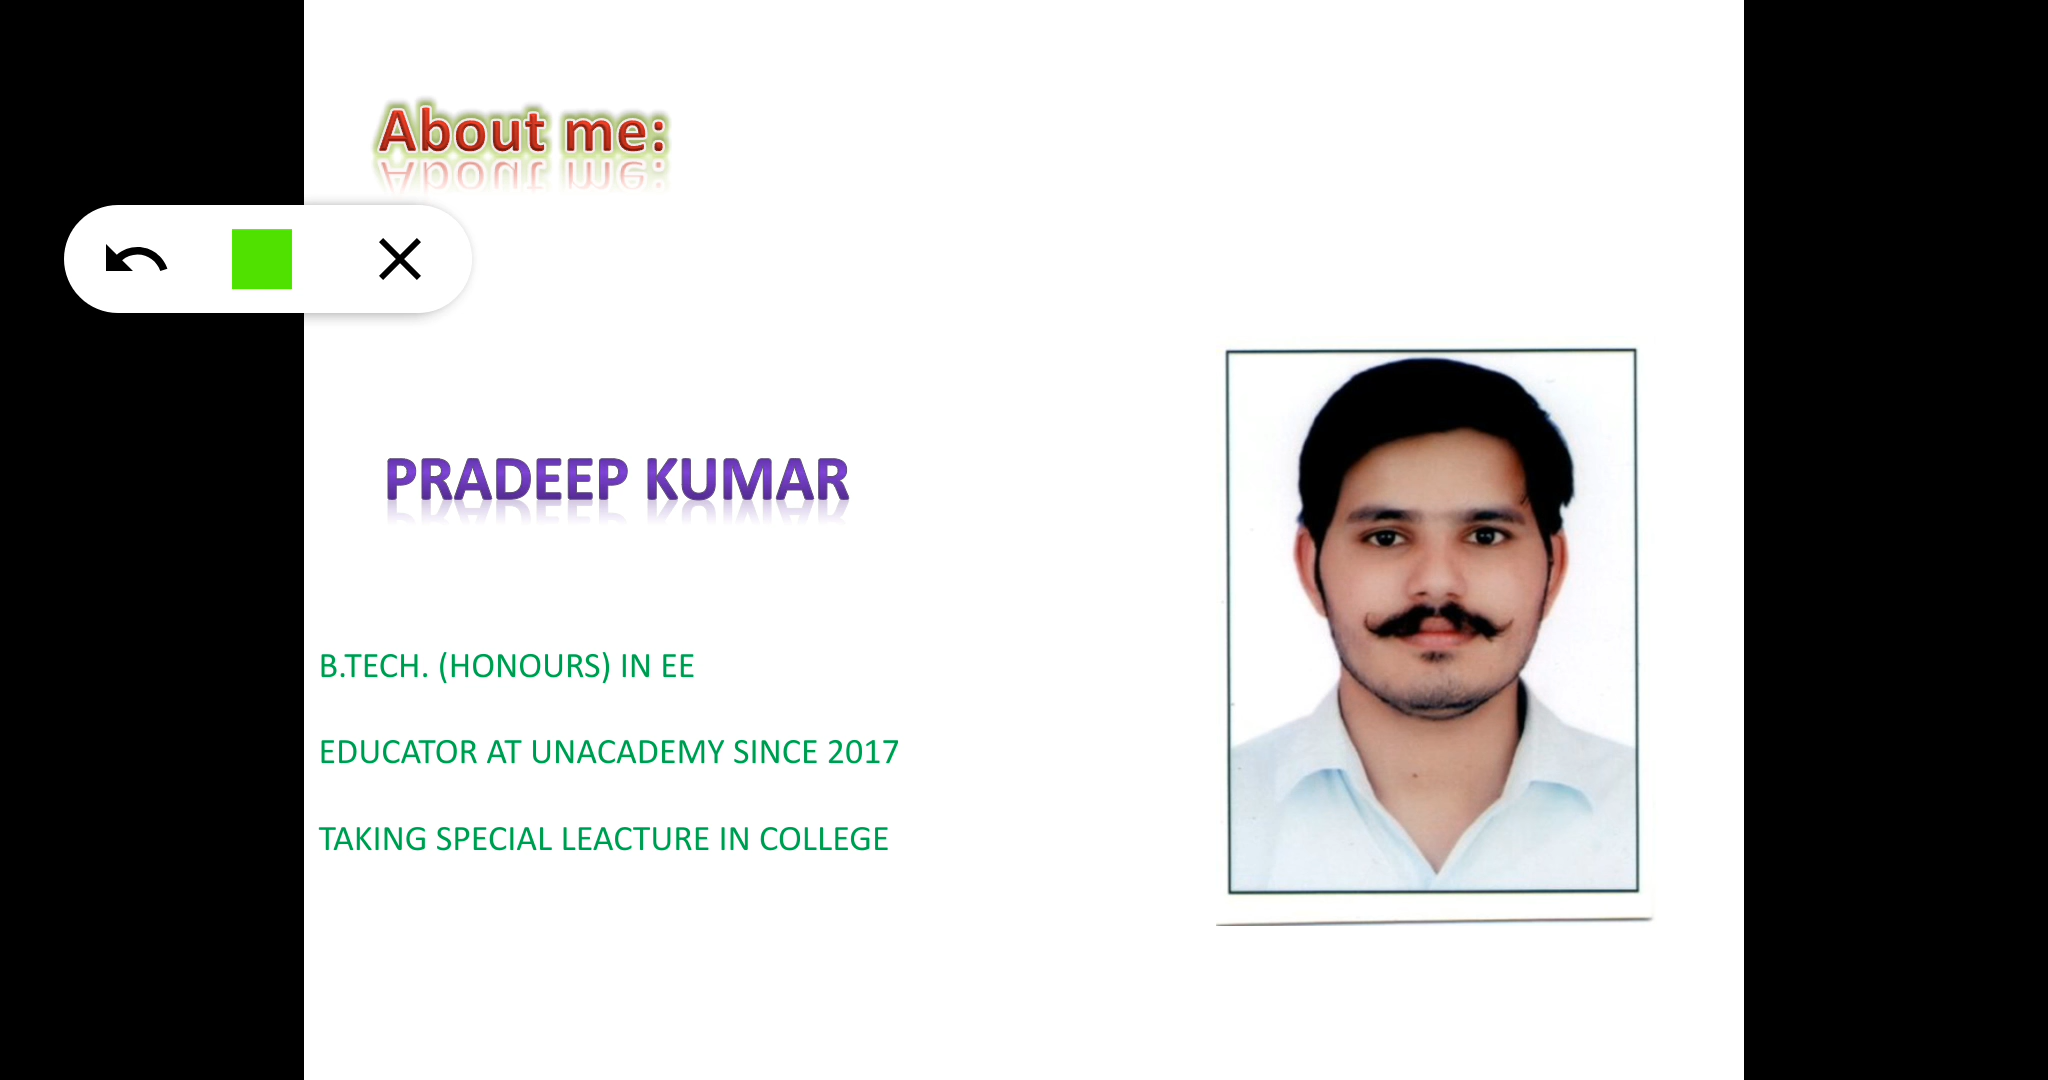 About me:
PRADEEP KUMAR
B.TECH. (HONOURS) IN EE
EDUCATOR AT UNACADEMY SINCE 2017
TAKING SPECIAL LEACTURE IN COLLEGE